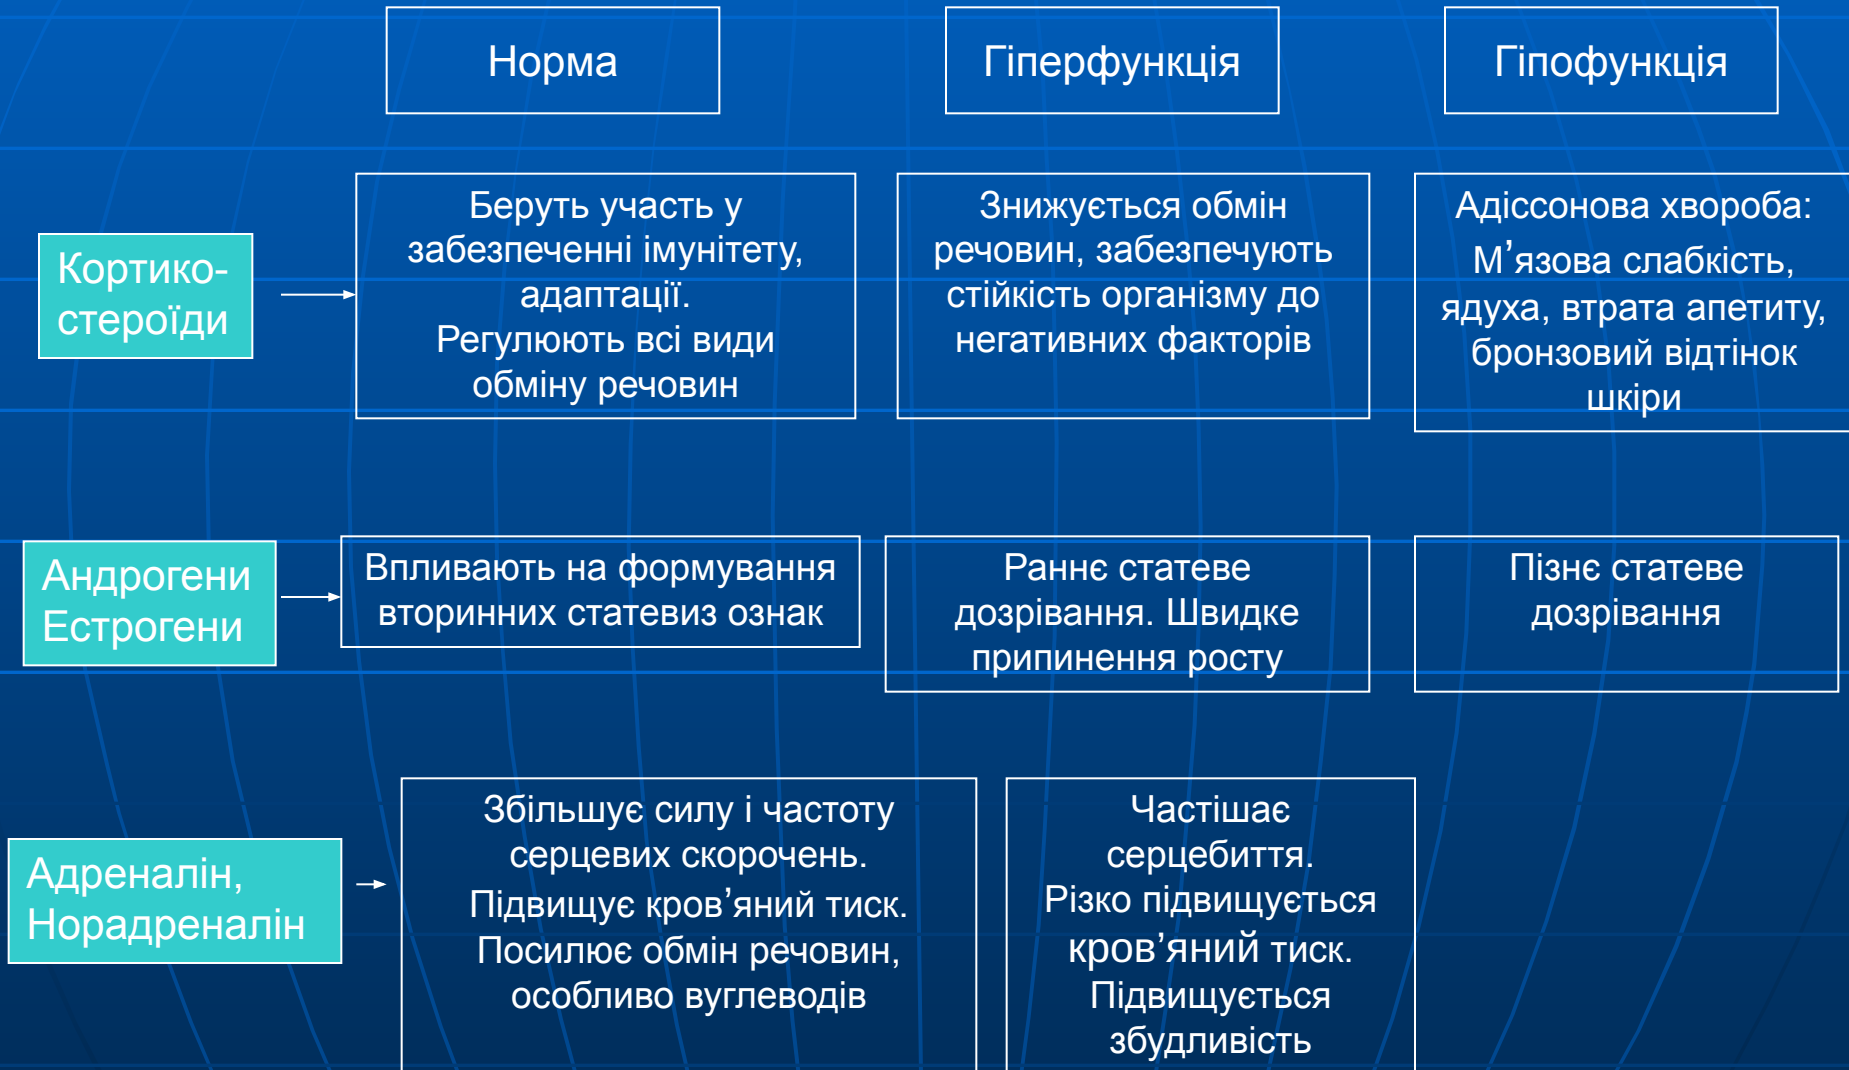 Норма
Гіперфункція
Гіпофункція
Кортико-
стероїди
Беруть участь у
забезпеченні імунітету,
адаптації.
Регулюють всі види
обміну речовин
Знижується обмін
речовин, забезпечують
стійкість організму до
негативних факторів
Адіссонова хвороба:
М’язова слабкість,
ядуха, втрата апетиту,
бронзовий відтінок
шкіри
Андрогени
Естрогени
Впливають на формування
вторинних статевиз ознак
Раннє статеве
дозрівання. Швидке
припинення росту
Пізнє статеве
дозрівання
Адреналін,
Норадреналін
Збільшує силу і частоту
серцевих скорочень.
Підвищує кров’яний тиск.
Посилює обмін речовин,
особливо вуглеводів
Частішає
серцебиття.
Різко підвищується
кров’яний тиск.
Підвищується
збудливість